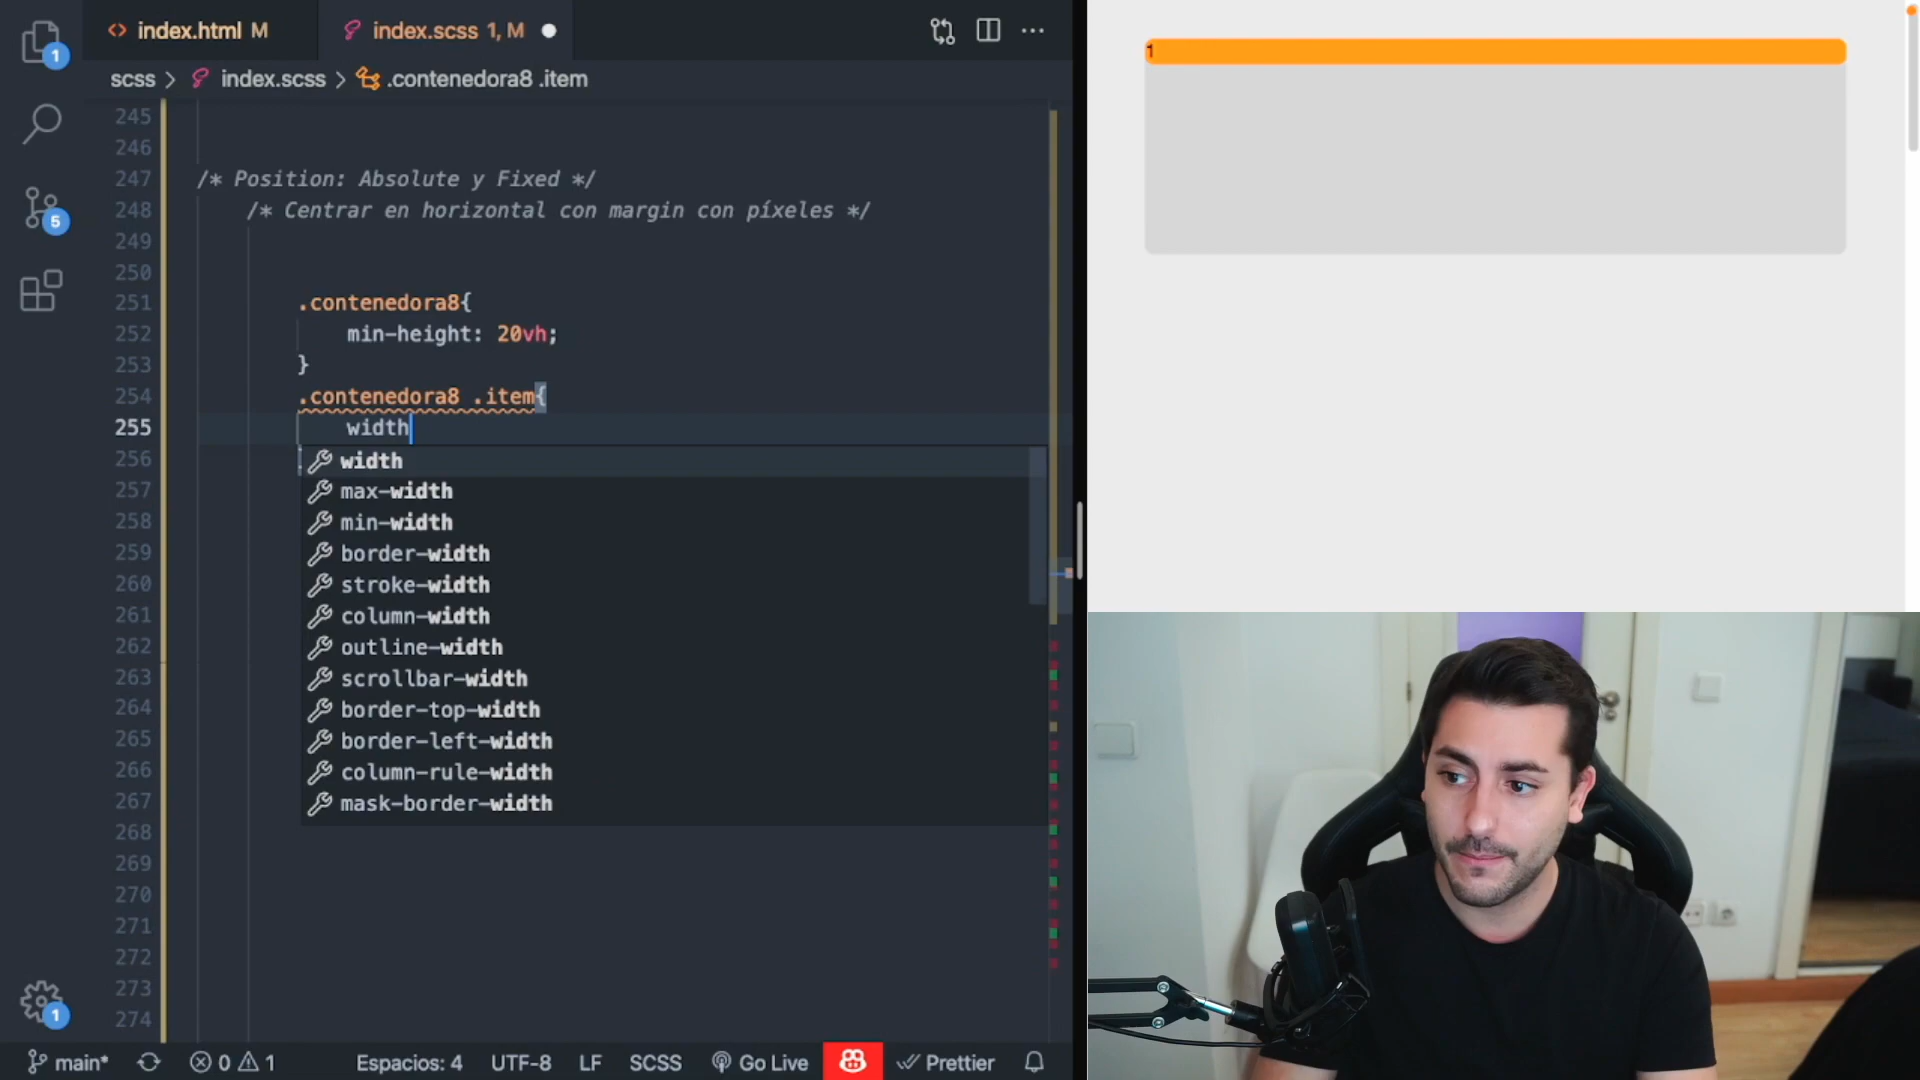 index.html M
index.scss 1, M
scss > index.scss > .contenedora8 .item
245
246
247 /* Position: Absolute y Fixed */
248 /* Centrar en horizontal con margin con píxeles */
249
250
251 .contenedora8{
252 min-height: 20vh;
253 }
254 .contenedora8 .item{
255 width
256 width
257 max-width
258 min-width
259 border-width
260 stroke-width
261 column-width
262 outline-width
263 scrollbar-width
264 border-top-width
265 border-left-width
266 column-rule-width
267 mask-border-width
268
269
270
271
272
273
274
1
5
1
main* 0 1 Espacios: 4 UTF-8 LF SCSS Go Live Prettier
1